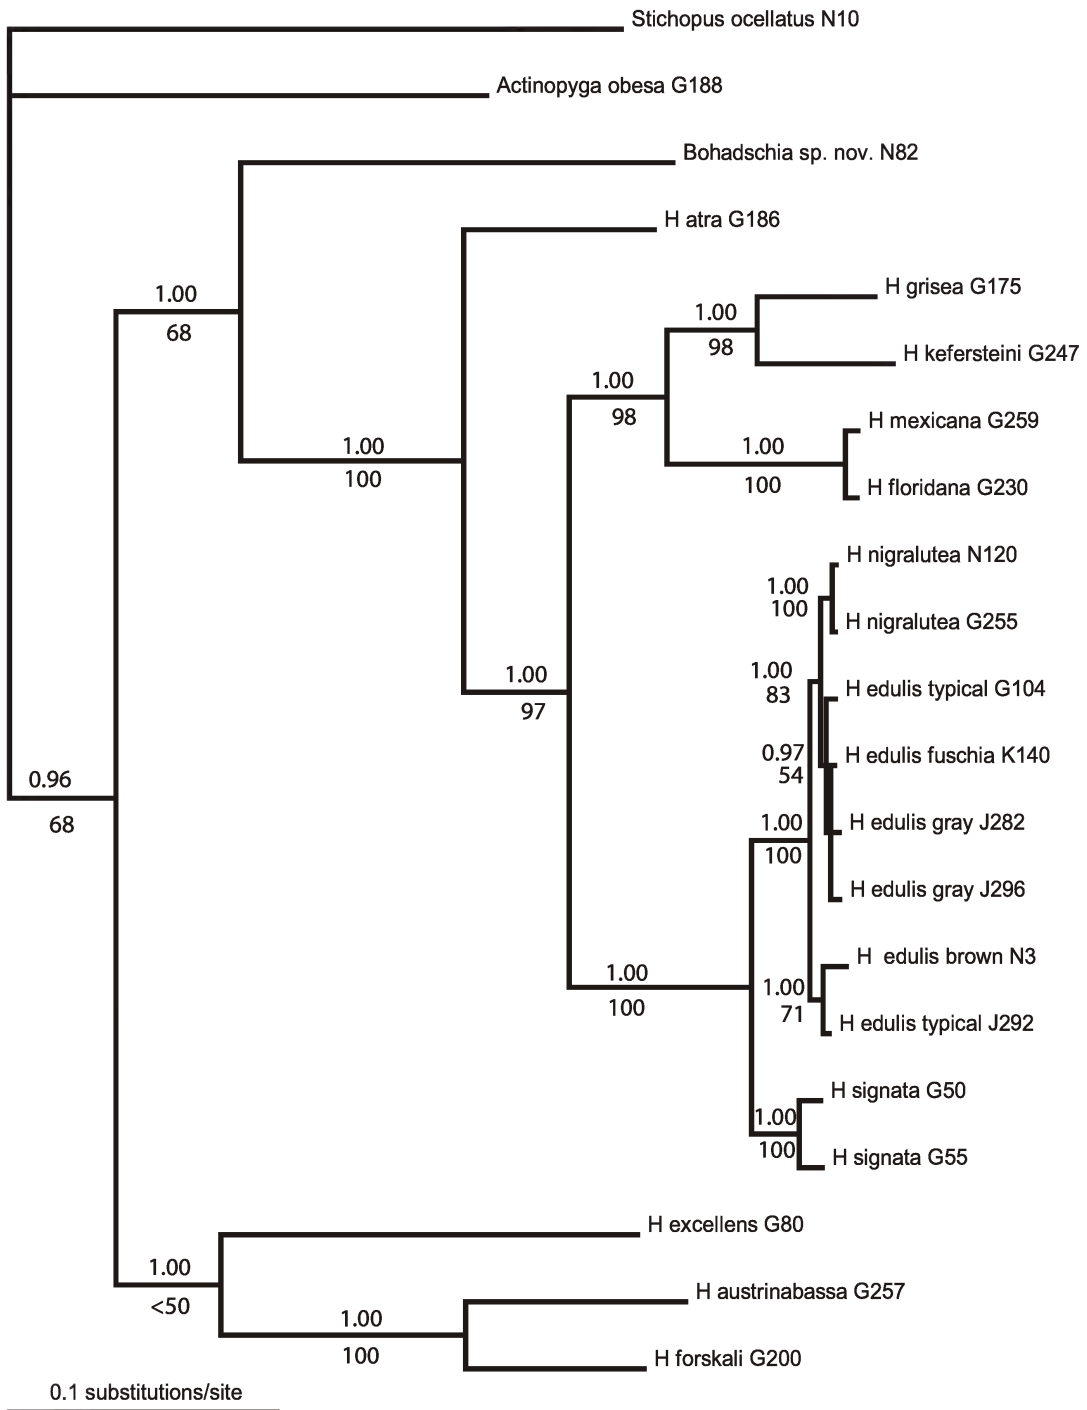 Stichopus ocellatus N10
Actinopyga obesa G188
Bohadschia sp. nov. N82
H atra G186
H grisea G175
1.00
1.00
68
98
H kefersteini G247
1.00
98
H mexicana G259
1.00
100
1.00
100
H floridana G230
H nigralutea N120
1.00
100
H nigralutea G255
1.00
83
H edulis typical G104
1.00
97
0.97
54
H edulis fuschia K140
0.96
68
1.00
100
H edulis gray J282
H edulis gray J296
H edulis brown N3
1.00
100
1.00
71
H edulis typical J292
H signata G50
1.00
100
H signata G55
H excellens G80
1.00
<50
H austrinabassa G257
1.00
100
H forskali G200
0.1 substitutions/site